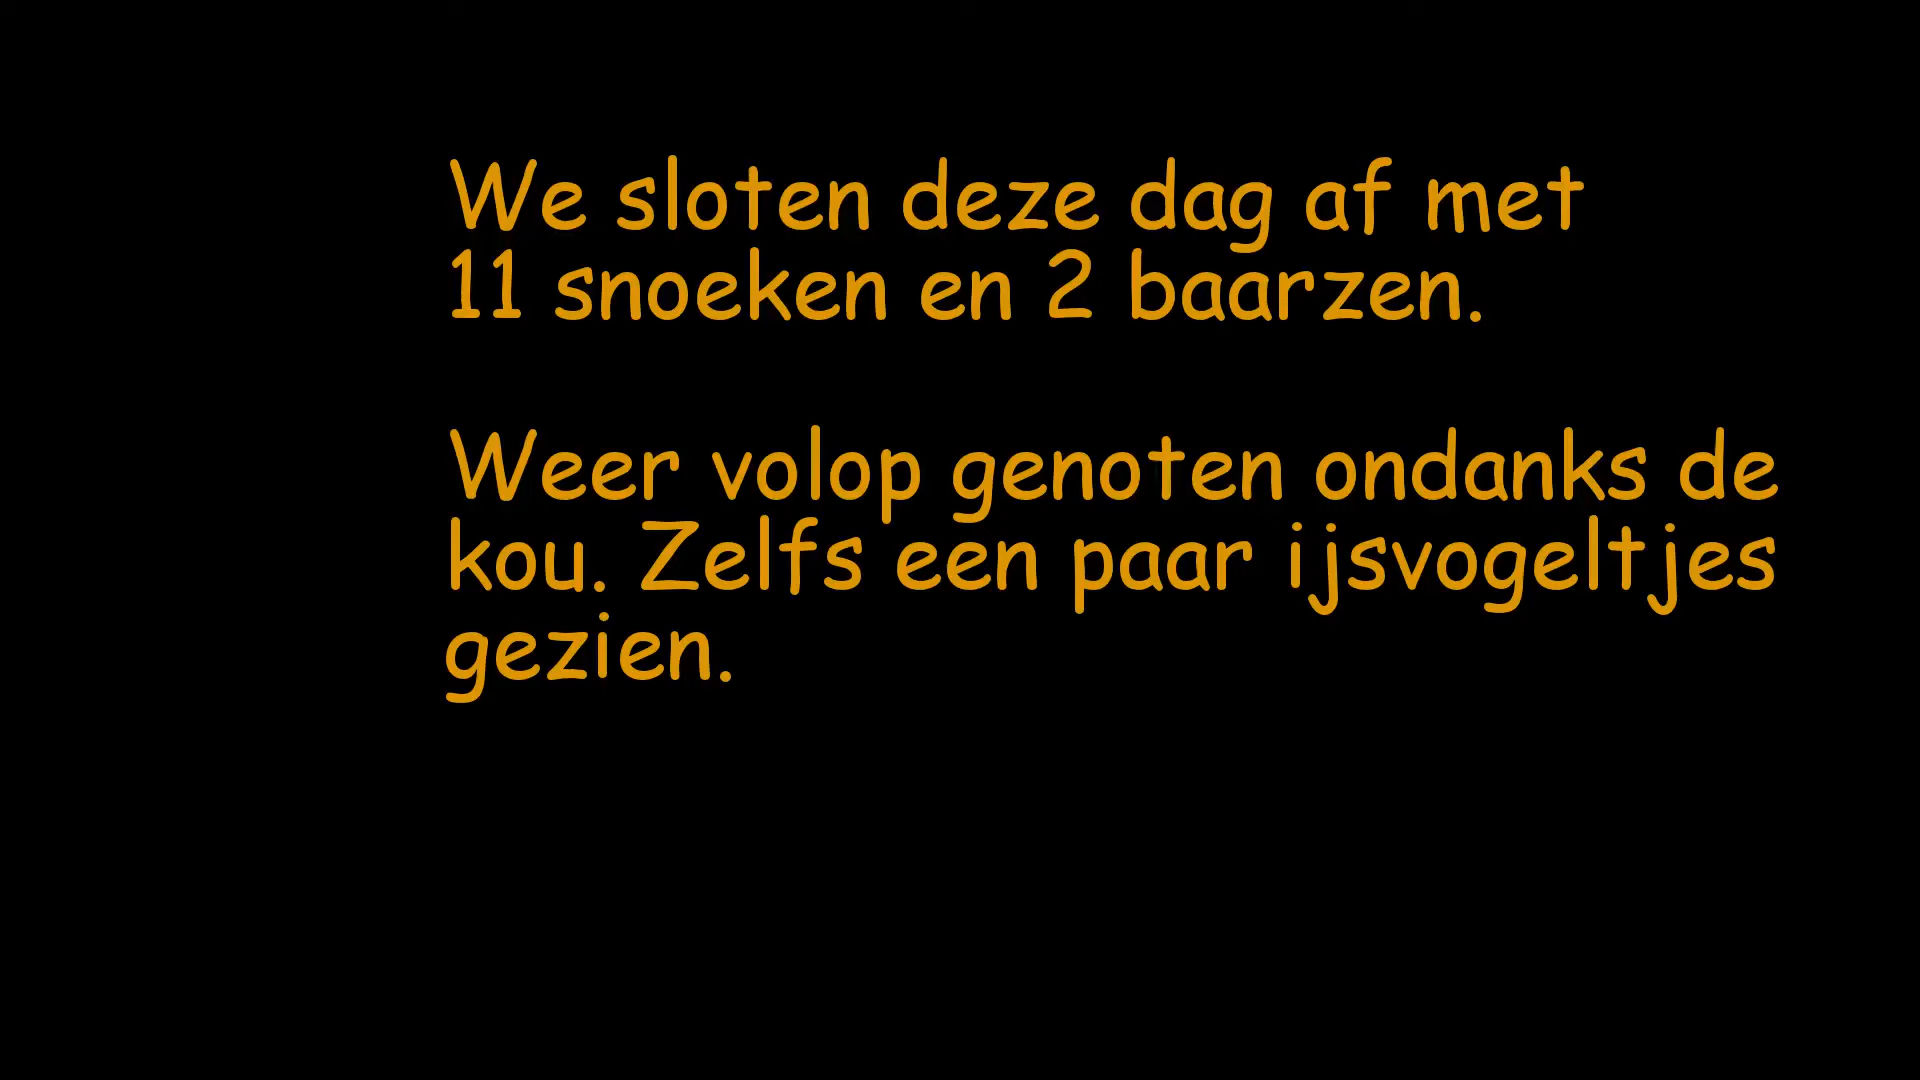 We sloten deze dag af met
11 snoeken en 2 baarzen.
Weer volop genoten ondanks de
kou. Zelfs een paar ijsvogeltjes
gezien.